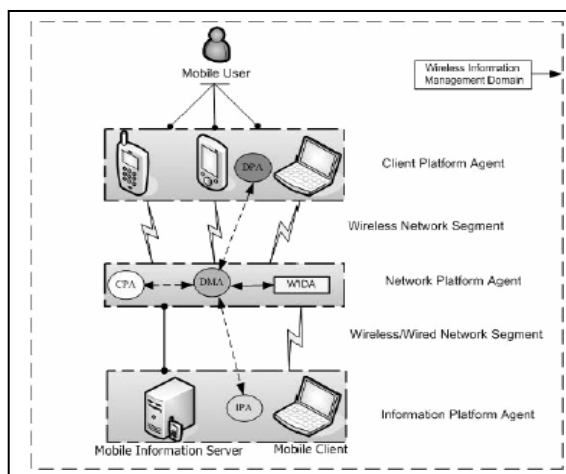 Mobile User
Wireless Information
Management Domain
DPA
Client Platform Agent
Wireless Network Segment
CPA
DMA
WIDA
Network Platform Agent
Wireless/Wired Network Segment
IPA
Information Platform Agent
Mobile Information Server
Mobile Client